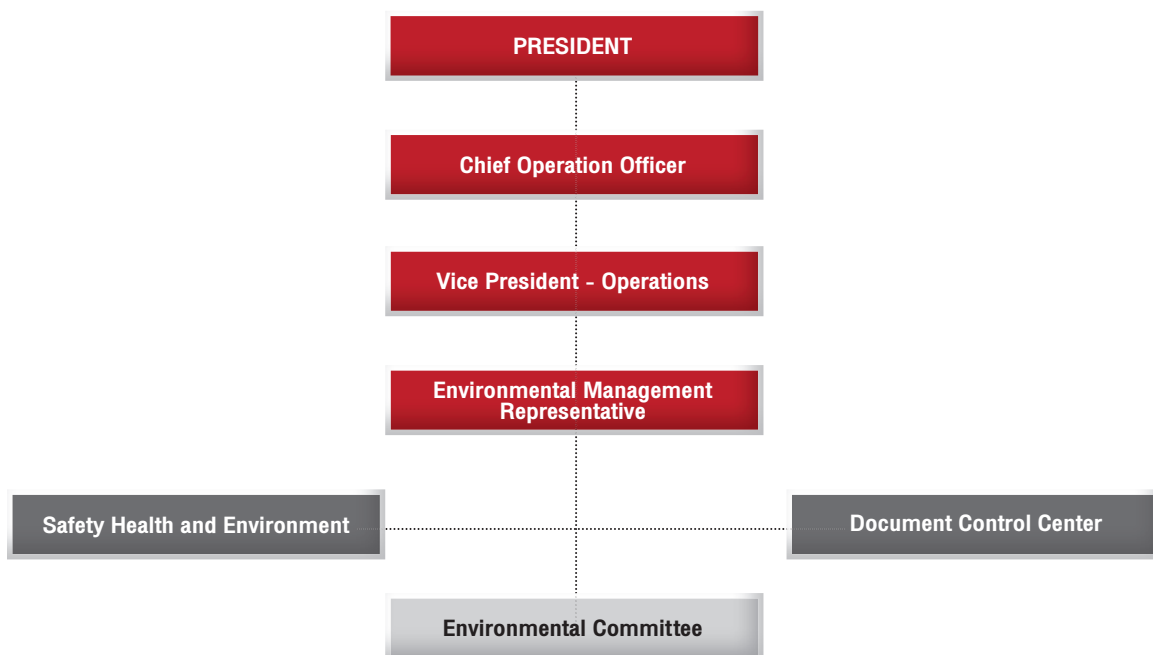 PRESIDENT
Chief Operation Officer
Vice President - Operations
Environmental Management
Representative
Safety Health and Environment
Document Control Center
Environmental Committee